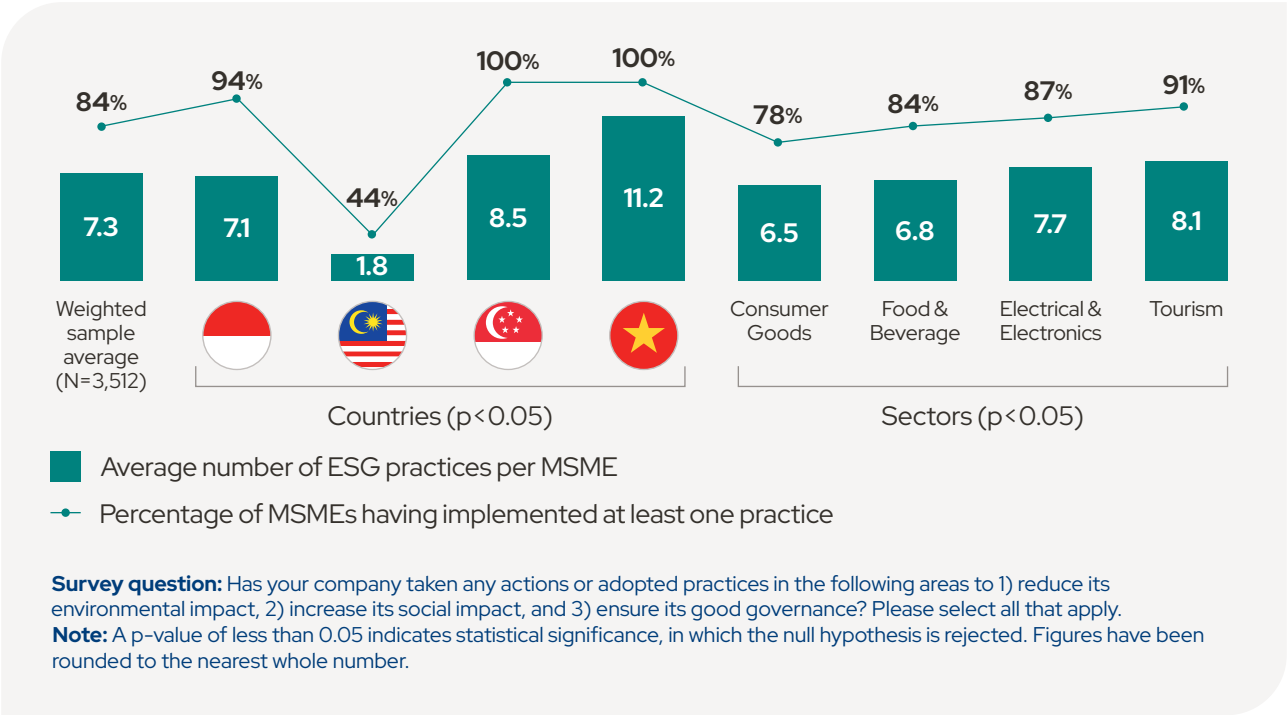 84%
94%
44%
100%
100%
78%
84%
87%
91%
7.3
7.1
1.8
8.5
11.2
6.5
6.8
7.7
8.1
Weighted
sample
average
(N=3,512)
Consumer
Goods
Food &
Beverage
Electrical &
Electronics
Tourism
Countries (p<0.05)
Sectors (p<0.05)
Average number of ESG practices per MSME
Percentage of MSMEs having implemented at least one practice
Survey question: Has your company taken any actions or adopted practices in the following areas to 1) reduce its
environmental impact, 2) increase its social impact, and 3) ensure its good governance? Please select all that apply.
Note: A p-value of less than 0.05 indicates statistical significance, in which the null hypothesis is rejected. Figures have been
rounded to the nearest whole number.